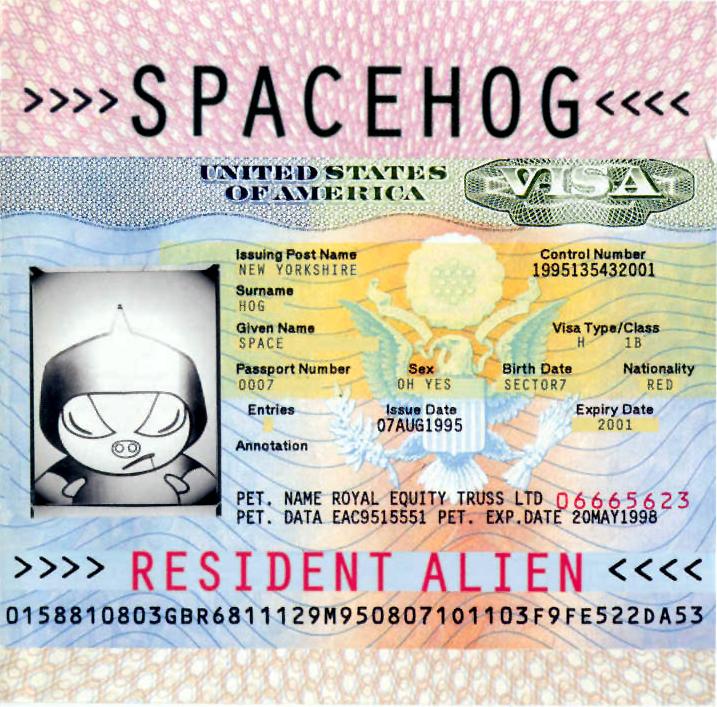 >>>>SPACEHOG<<<<
UNITED STATES
OF AMERICA
VISA
Issuing Post Name
NEW YORKSHIRE
Control Number
1995135432001
Surname
HOG
Given Name
SPACE
Visa Type/Class
H 1B
Passport Number
0007
Sex
OH YES
Birth Date
SECTOR7
Nationality
RED
Entries
Issue Date
07AUG1995
Expiry Date
2001
Annotation
PET. NAME ROYAL EQUITY TRUSS LTD 06665623
PET. DATA EAC9515551 PET. EXP.DATE 20MAY1998
>>>> RESIDENT ALIEN <<<<
0158810803GBR6811129M950807101103F9FE522DA53